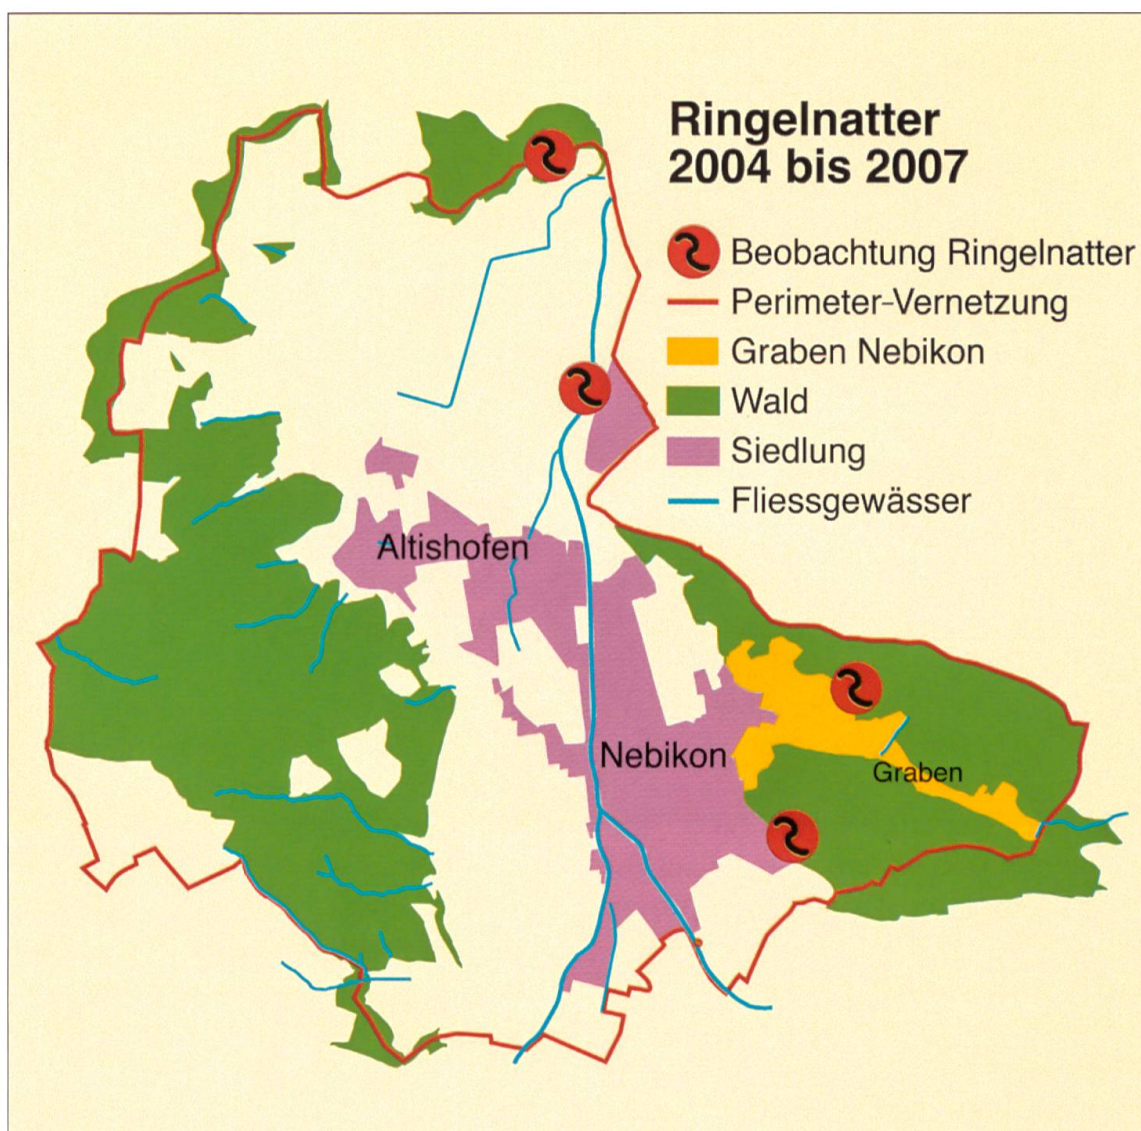 Ringelnatter
2004 bis 2007
Beobachtung Ringelnatter
Perimeter-Vernetzung
Graben Nebikon
Wald
Siedlung
Fliessgewässer
Altishofen
Nebikon
Graben